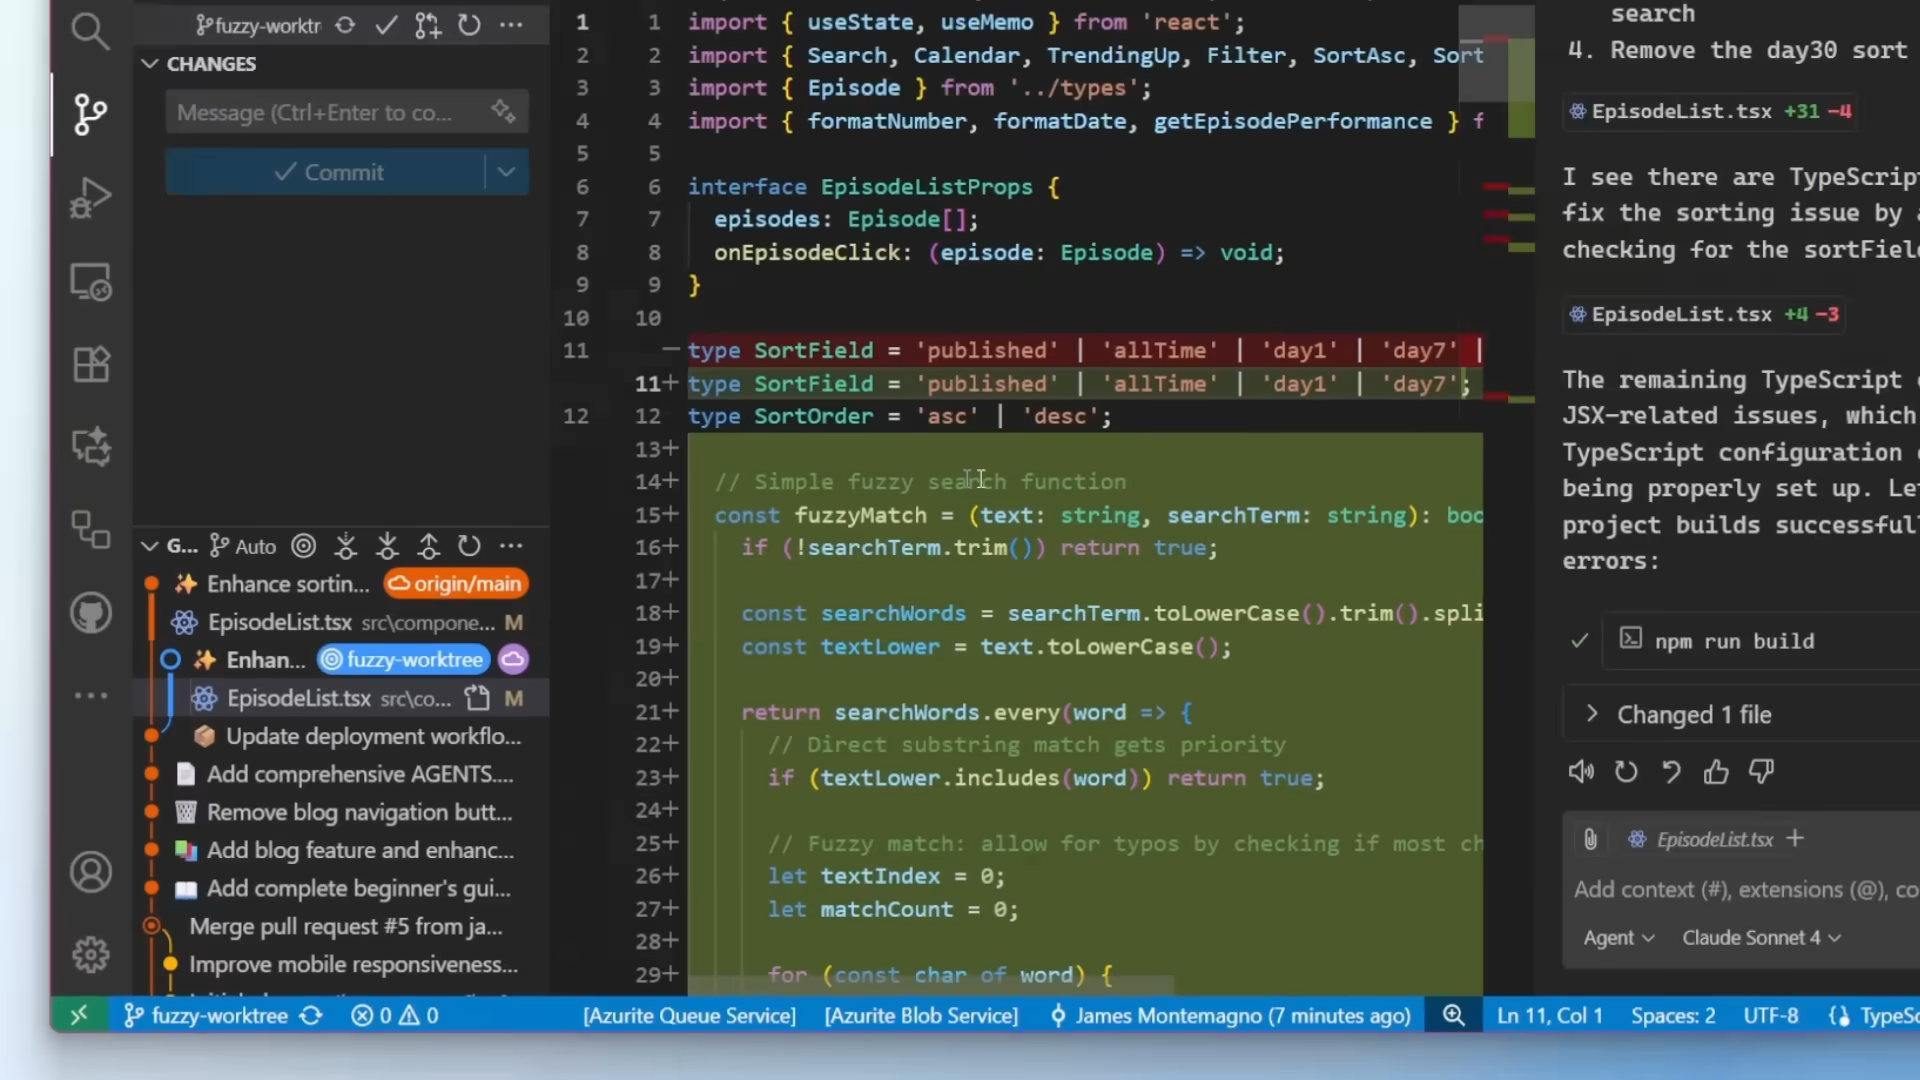 fuzzy-worktr
CHANGES
Message (Ctrl+Enter to co...
Commit
G... Auto
Enhance sortin... origin/main
EpisodeList.tsx src\compone... M
Enhan... fuzzy-worktree
EpisodeList.tsx src\co... M
Update deployment workflo...
Add comprehensive AGENTS....
Remove blog navigation butt...
Add blog feature and enhanc...
Add complete beginner's gui...
Merge pull request #5 from ja...
Improve mobile responsiveness...
1 1 import { useState, useMemo } from 'react';
2 2 import { Search, Calendar, TrendingUp, Filter, SortAsc, Sort
3 3 import { Episode } from '../types';
4 4 import { formatNumber, formatDate, getEpisodePerformance } f
5 5
6 6 interface EpisodeListProps {
7 7 episodes: Episode[];
8 8 onEpisodeClick: (episode: Episode) => void;
9 9 }
10 10
11 — type SortField = 'published' | 'allTime' | 'day1' | 'day7' |
11+ type SortField = 'published' | 'allTime' | 'day1' | 'day7';
12 12 type SortOrder = 'asc' | 'desc';
13+
14+ // Simple fuzzy search function
15+ const fuzzyMatch = (text: string, searchTerm: string): boo
16+ if (!searchTerm.trim()) return true;
17+
18+ const searchWords = searchTerm.toLowerCase().trim().spli
19+ const textLower = text.toLowerCase();
20+
21+ return searchWords.every(word => {
22+ // Direct substring match gets priority
23+ if (textLower.includes(word)) return true;
24+
25+ // Fuzzy match: allow for typos by checking if most ch
26+ let textIndex = 0;
27+ let matchCount = 0;
28+
29+ for (const char of word) {
search
4. Remove the day30 sort
EpisodeList.tsx +31 -4
I see there are TypeScript
fix the sorting issue by a
checking for the sortField
EpisodeList.tsx +4 -3
The remaining TypeScript
JSX-related issues, which
TypeScript configuration
being properly set up. Let
project builds successful
errors:
npm run build
Changed 1 file
EpisodeList.tsx +
Add context (#), extensions (@), co
Agent Claude Sonnet 4
fuzzy-worktree 0 0 [Azurite Queue Service] [Azurite Blob Service] James Montemagno (7 minutes ago) Ln 11, Col 1 Spaces: 2 UTF-8 TypeSc